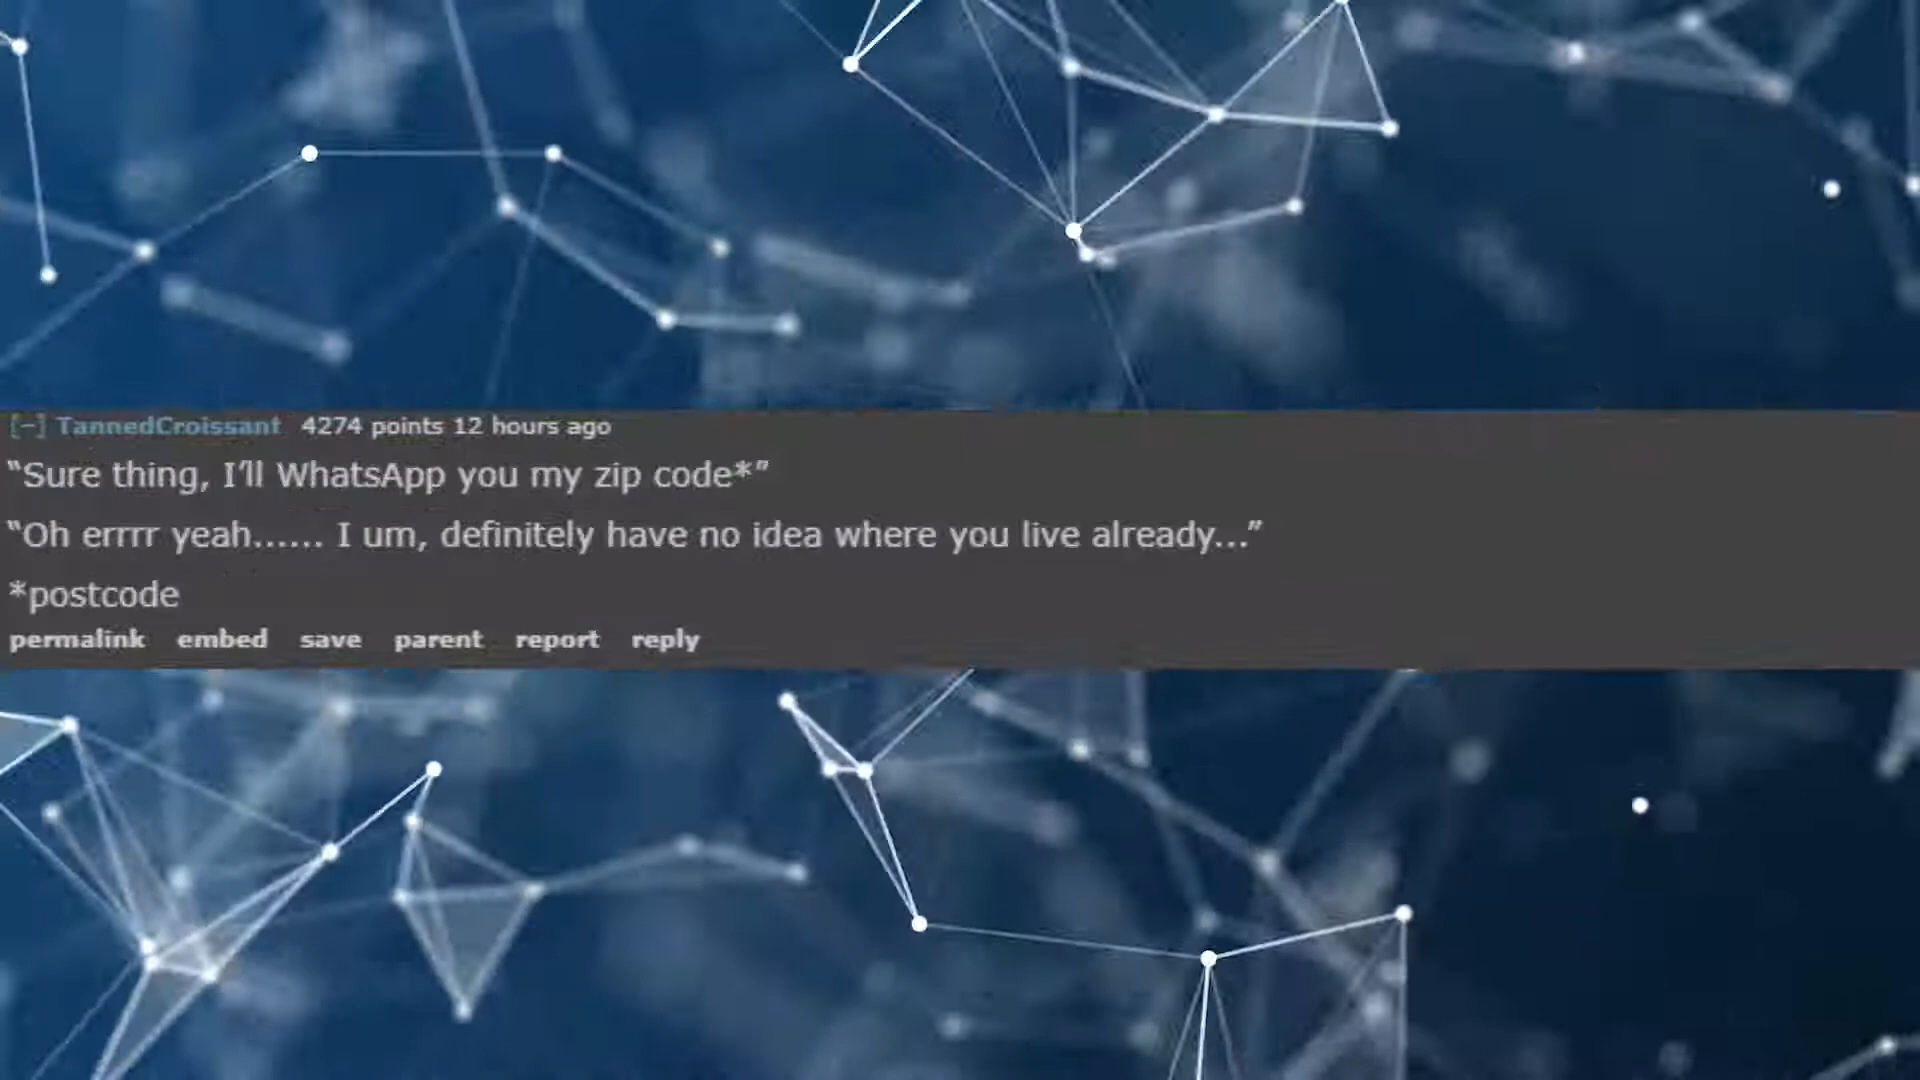 [−] TannedCroissant 4274 points 12 hours ago
“Sure thing, I’ll WhatsApp you my zip code*”
“Oh errrr yeah...... I um, definitely have no idea where you live already...”
*postcode
permalink embed save parent report reply